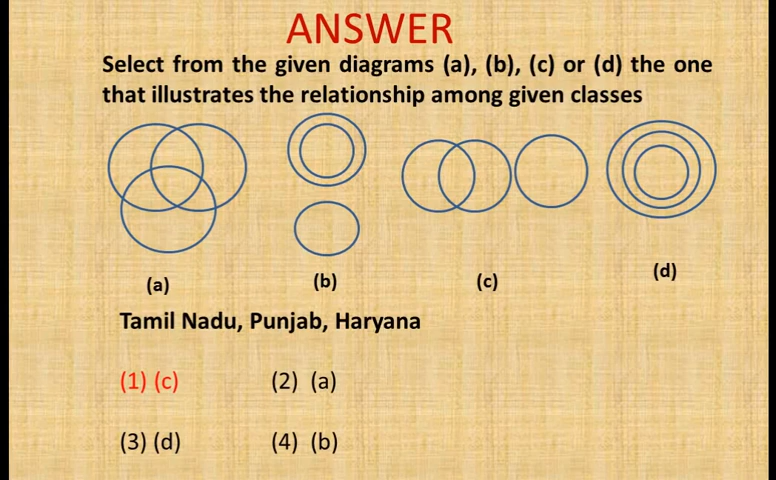 ANSWER
Select from the given diagrams (a), (b), (c) or (d) the one
that illustrates the relationship among given classes
(a)
(b)
(c)
(d)
Tamil Nadu, Punjab, Haryana
(1) (c)
(2) (a)
(3) (d)
(4) (b)